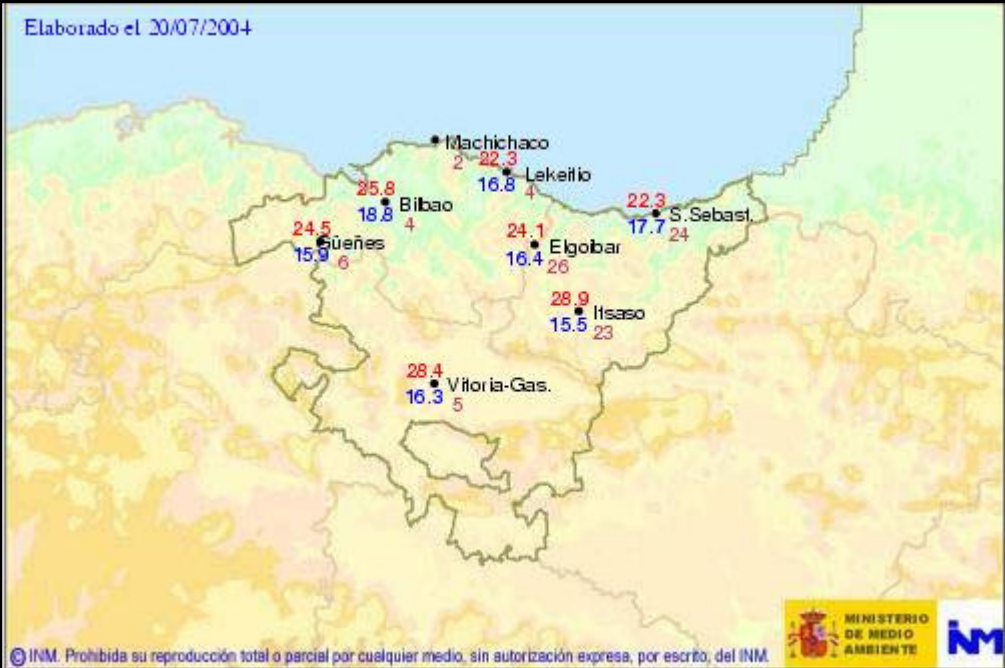 Elaborado el 20/07/2004
Machichaco
2
22.3
Lekeitio
16.8
4
25.8
Bilbao
18.8
4
22.3
S.Sebast.
17.7
24
24.5
Güeñes
15.9
6
24.1
Elgoibar
16.4
26
28.9
Itsaso
15.5
23
28.4
Vitoria-Gas.
16.3
5
MINISTERIO
DE MEDIO
AMBIENTE
INM
© INM. Prohibida su reproducción total o parcial por cualquier medio, sin autorización expresa, por escrito, del INM.